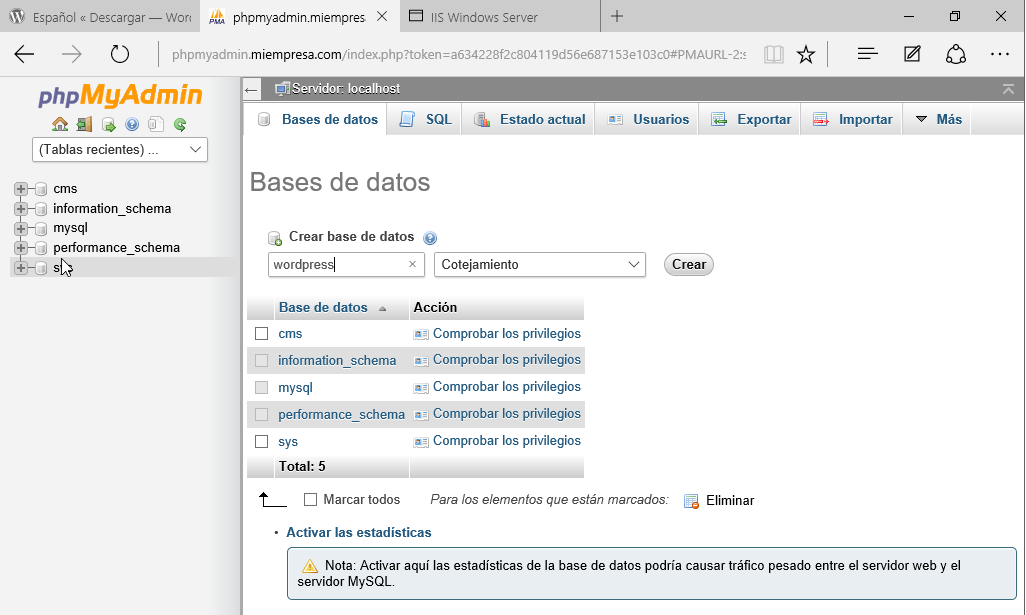 Español « Descargar — Wor
phpmyadmin.miempresa
IIS Windows Server
phpmyadmin.miempresa.com/index.php?token=a634228f2c804119d56e687153e103c0#PMAURL-2:s
phpMyAdmin
(Tablas recientes) ...
cms
information_schema
mysql
performance_schema
sys
Servidor: localhost
Bases de datos
SQL
Estado actual
Usuarios
Exportar
Importar
Más
Bases de datos
Crear base de datos
wordpress
Cotejamiento
Crear
Base de datos Acción
cms Comprobar los privilegios
information_schema Comprobar los privilegios
mysql Comprobar los privilegios
performance_schema Comprobar los privilegios
sys Comprobar los privilegios
Total: 5
Marcar todos Para los elementos que están marcados: Eliminar
Activar las estadísticas
Nota: Activar aquí las estadísticas de la base de datos podría causar tráfico pesado entre el servidor web y el
servidor MySQL.